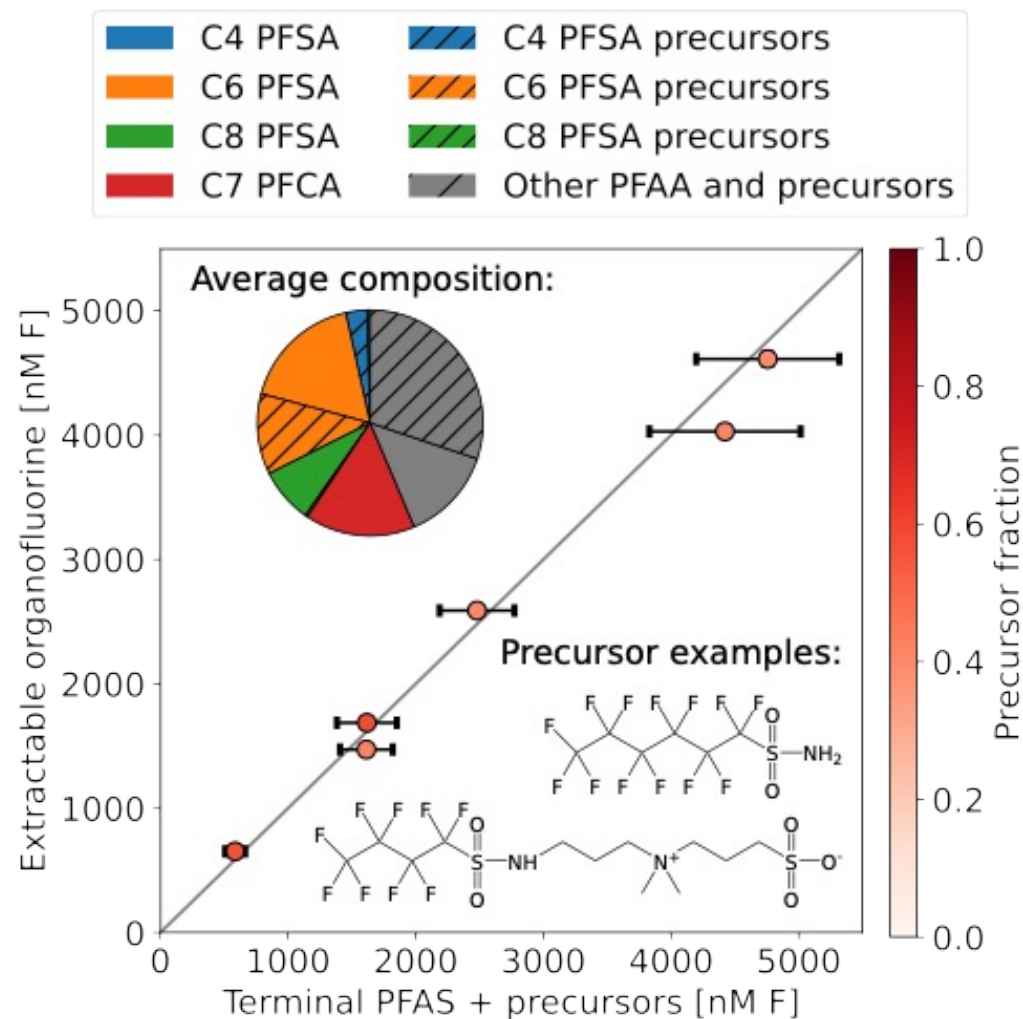 C4 PFSA
C4 PFSA precursors
C6 PFSA
C6 PFSA precursors
C8 PFSA
C8 PFSA precursors
C7 PFCA
Other PFAA and precursors
Average composition:
Extractable organofluorine [nM F]
5000
4000
3000
2000
1000
0
Precursor examples:
F F F F F F
F O
S NH₂
F F F F F F O
F F F F
F O O
S NH N⁺ S O⁻
F F F F O O
0 1000 2000 3000 4000 5000
Terminal PFAS + precursors [nM F]
1.0
0.8
0.6
0.4
0.2
0.0
Precursor fraction